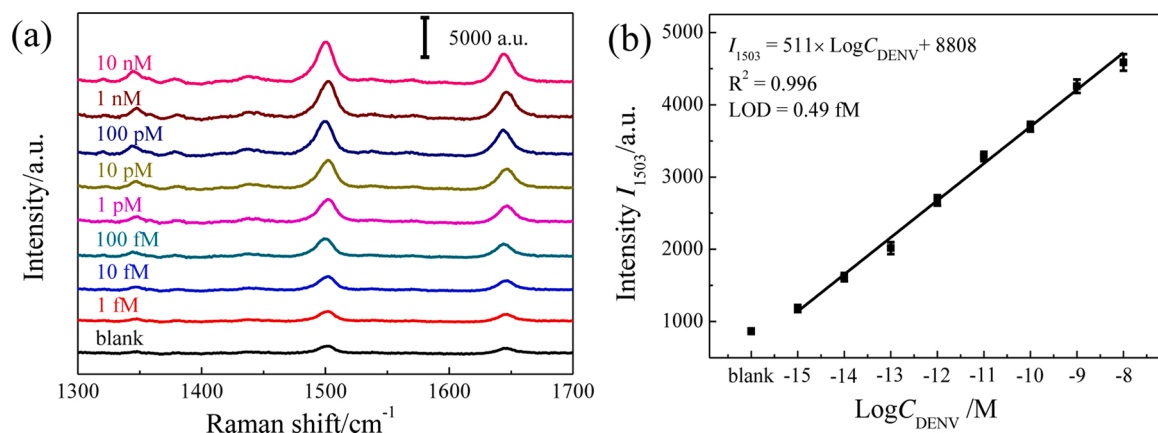 (a)
5000 a.u.
10 nM
1 nM
100 pM
10 pM
1 pM
100 fM
10 fM
1 fM
blank
Intensity/a.u.
1300 1400 1500 1600 1700
Raman shift/cm⁻¹
(b)
I₁₅₀₃ = 511× LogC_DENV + 8808
R² = 0.996
LOD = 0.49 fM
Intensity I₁₅₀₃/a.u.
5000
4000
3000
2000
1000
blank -15 -14 -13 -12 -11 -10 -9 -8
LogC_DENV /M